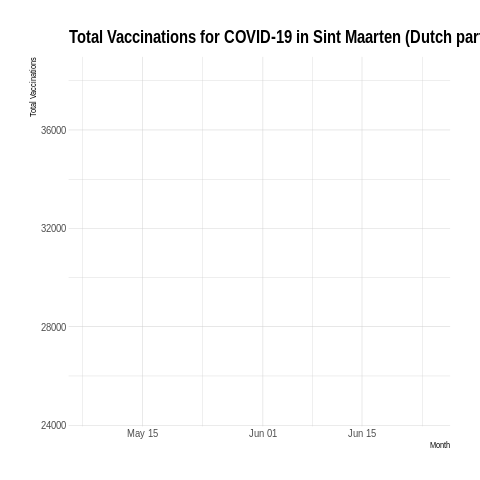 Total Vaccinations for COVID-19 in Sint Maarten (Dutch par
Total Vaccinations
36000
32000
28000
24000
May 15
Jun 01
Jun 15
Month